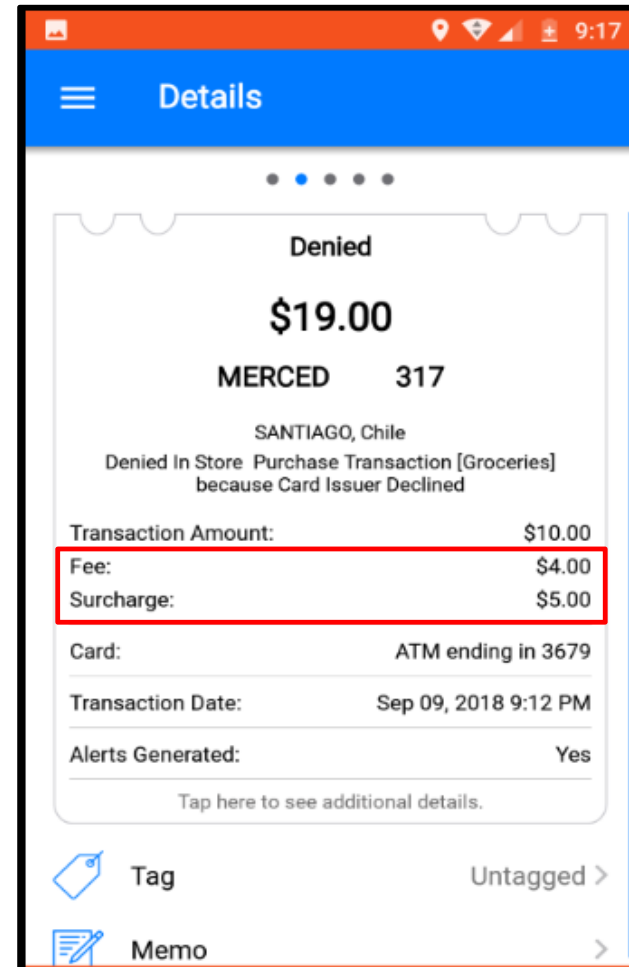 9:17
Details
Denied
$19.00
MERCED 317
SANTIAGO, Chile
Denied In Store Purchase Transaction [Groceries]
because Card Issuer Declined
Transaction Amount: $10.00
Fee: $4.00
Surcharge: $5.00
Card: ATM ending in 3679
Transaction Date: Sep 09, 2018 9:12 PM
Alerts Generated: Yes
Tap here to see additional details.
Tag Untagged >
Memo >